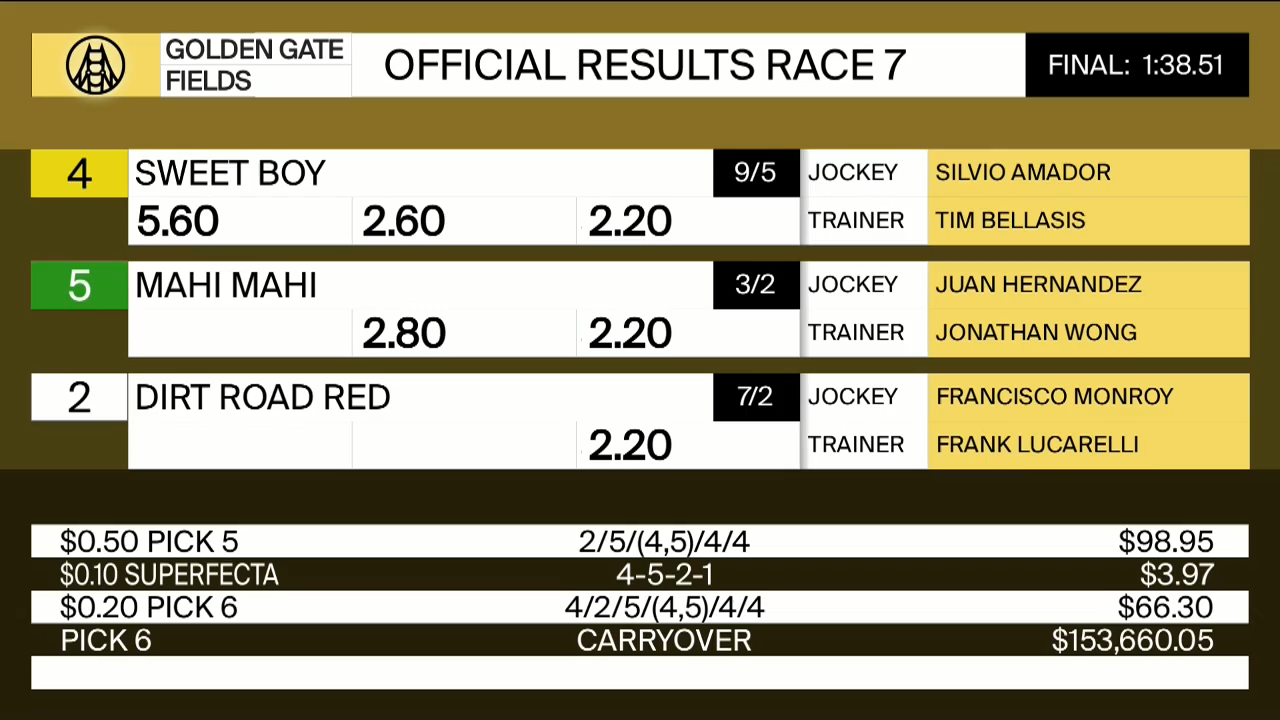 GOLDEN GATE
FIELDS
OFFICIAL RESULTS RACE 7
FINAL: 1:38.51
4 SWEET BOY 9/5 JOCKEY SILVIO AMADOR
5.60 2.60 2.20 TRAINER TIM BELLASIS
5 MAHI MAHI 3/2 JOCKEY JUAN HERNANDEZ
2.80 2.20 TRAINER JONATHAN WONG
2 DIRT ROAD RED 7/2 JOCKEY FRANCISCO MONROY
2.20 TRAINER FRANK LUCARELLI
$0.50 PICK 5 2/5/(4,5)/4/4 $98.95
$0.10 SUPERFECTA 4-5-2-1 $3.97
$0.20 PICK 6 4/2/5/(4,5)/4/4 $66.30
PICK 6 CARRYOVER $153,660.05